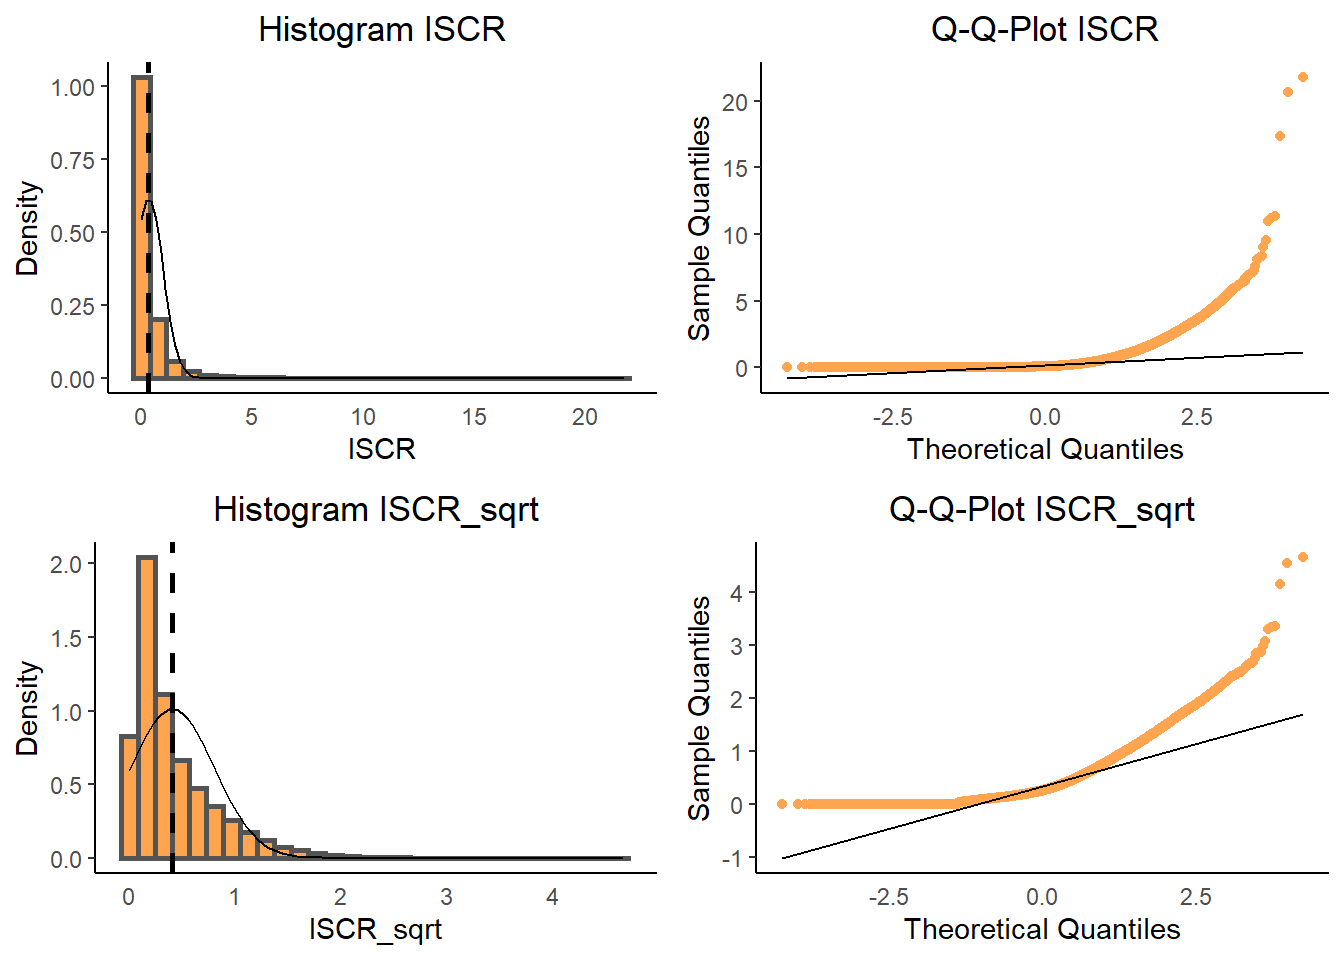 Histogram ISCR
Density
1.00
0.75
0.50
0.25
0.00
0 5 10 15 20
ISCR
Q-Q-Plot ISCR
Sample Quantiles
20
15
10
5
0
-2.5 0.0 2.5
Theoretical Quantiles
Histogram ISCR_sqrt
Density
2.0
1.5
1.0
0.5
0.0
0 1 2 3 4
ISCR_sqrt
Q-Q-Plot ISCR_sqrt
Sample Quantiles
4
3
2
1
0
-1
-2.5 0.0 2.5
Theoretical Quantiles